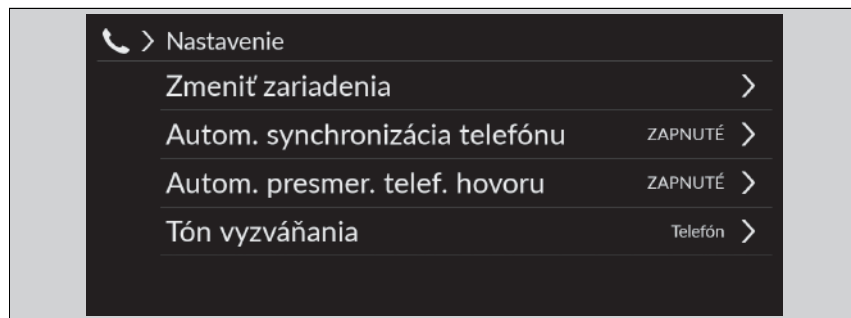 Nastavenie
Zmeniť zariadenia
Autom. synchronizácia telefónu ZAPNUTÉ
Autom. presmer. telef. hovoru ZAPNUTÉ
Tón vyzváňania Telefón